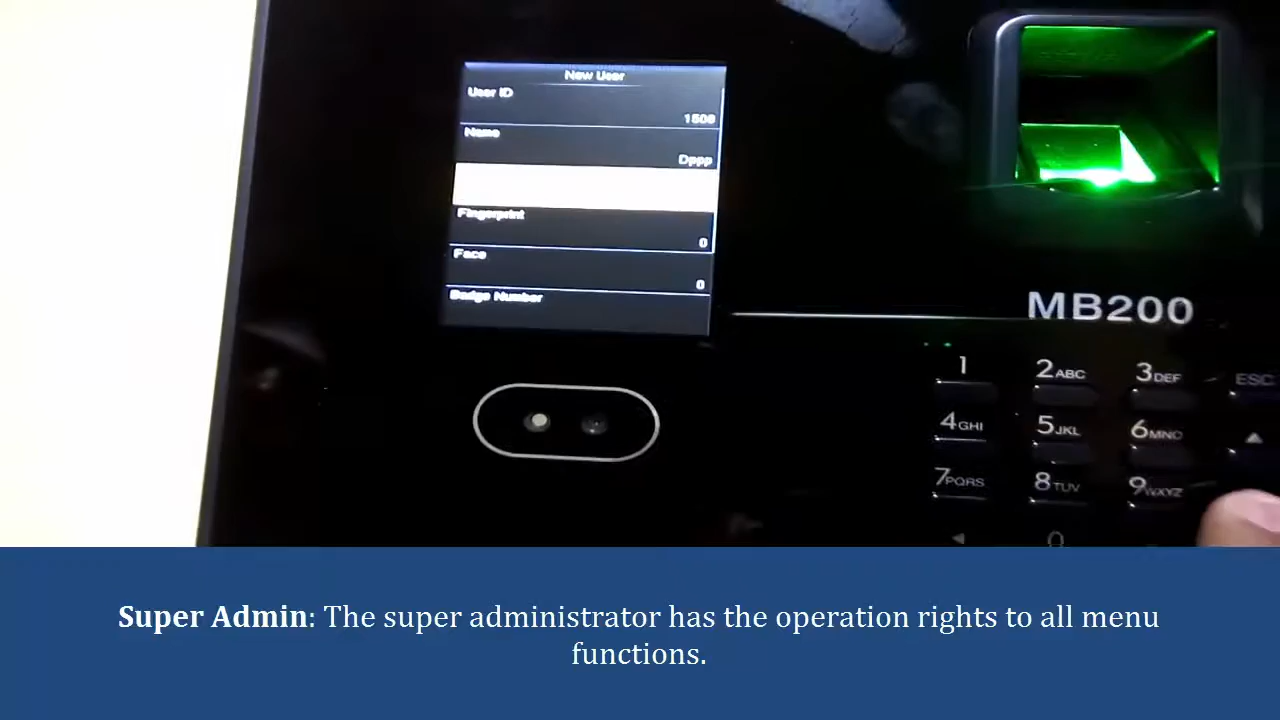 New User
User ID
1508
Name
Dppp
Fingerprint
0
Face
0
Badge Number
MB200
1
2ABC
3DEF
ESC
4GHI
5JKL
6MNO
7PQRS
8TUV
9WXYZ
0
Super Admin: The super administrator has the operation rights to all menu
functions.